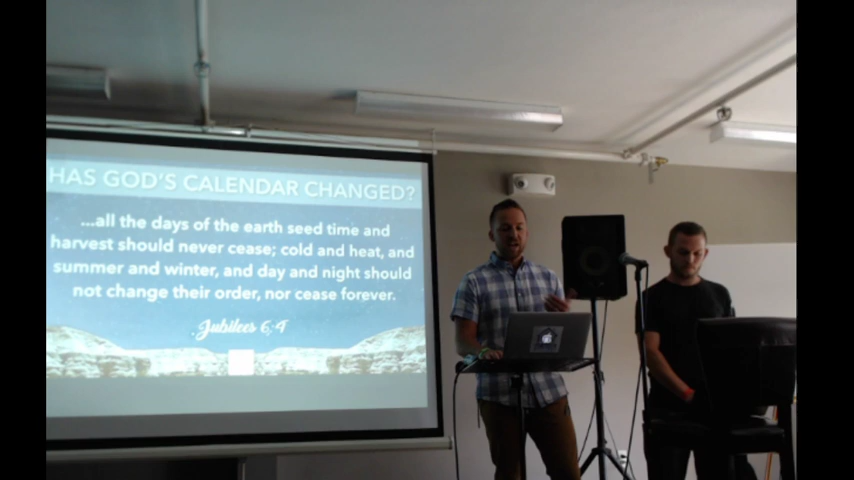 HAS GOD'S CALENDAR CHANGED?
...all the days of the earth seed time and
harvest should never cease; cold and heat, and
summer and winter, and day and night should
not change their order, nor cease forever.
Jubilees 6:4